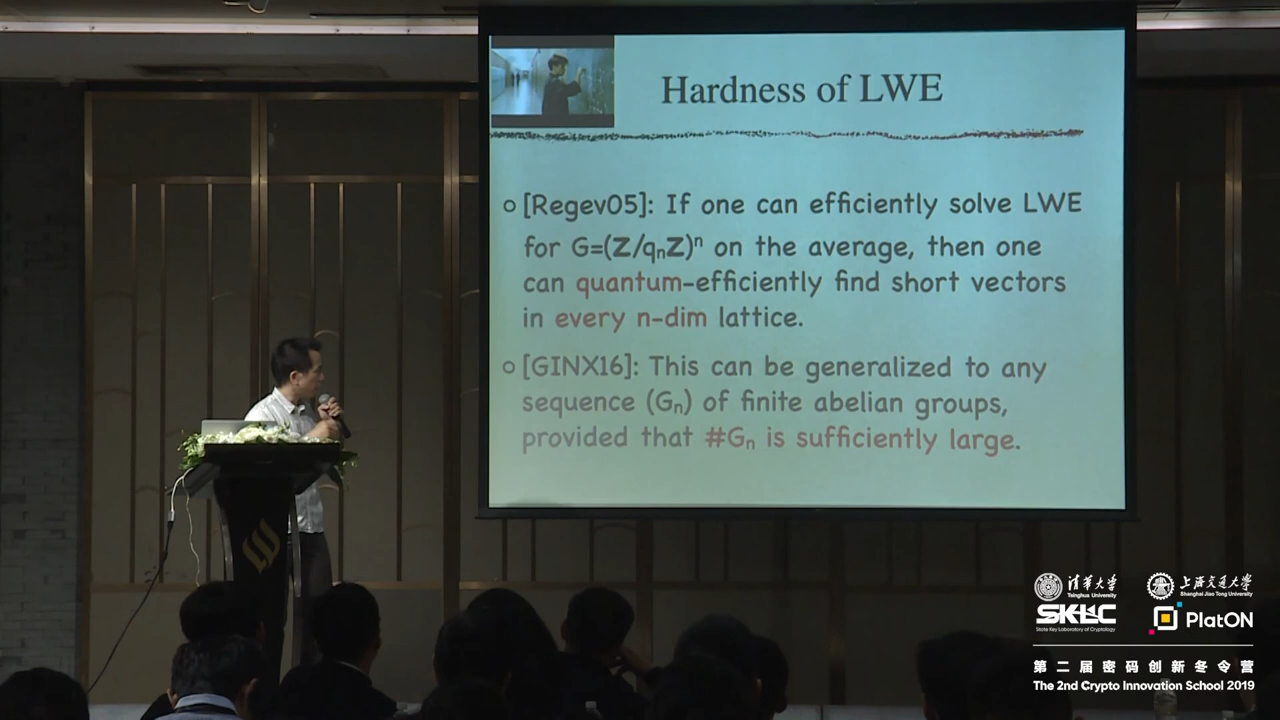 Hardness of LWE
[Regev05]: If one can efficiently solve LWE
for G=(Z/qₙZ)ⁿ on the average, then one
can quantum-efficiently find short vectors
in every n-dim lattice.
[GINX16]: This can be generalized to any
sequence (Gₙ) of finite abelian groups,
provided that #Gₙ is sufficiently large.
清华大学
Tsinghua University
上海交通大学
Shanghai Jiao Tong University
SKLC
State Key Laboratory of Cryptology
PlatON
第二届密码创新冬令营
The 2nd Crypto Innovation School 2019